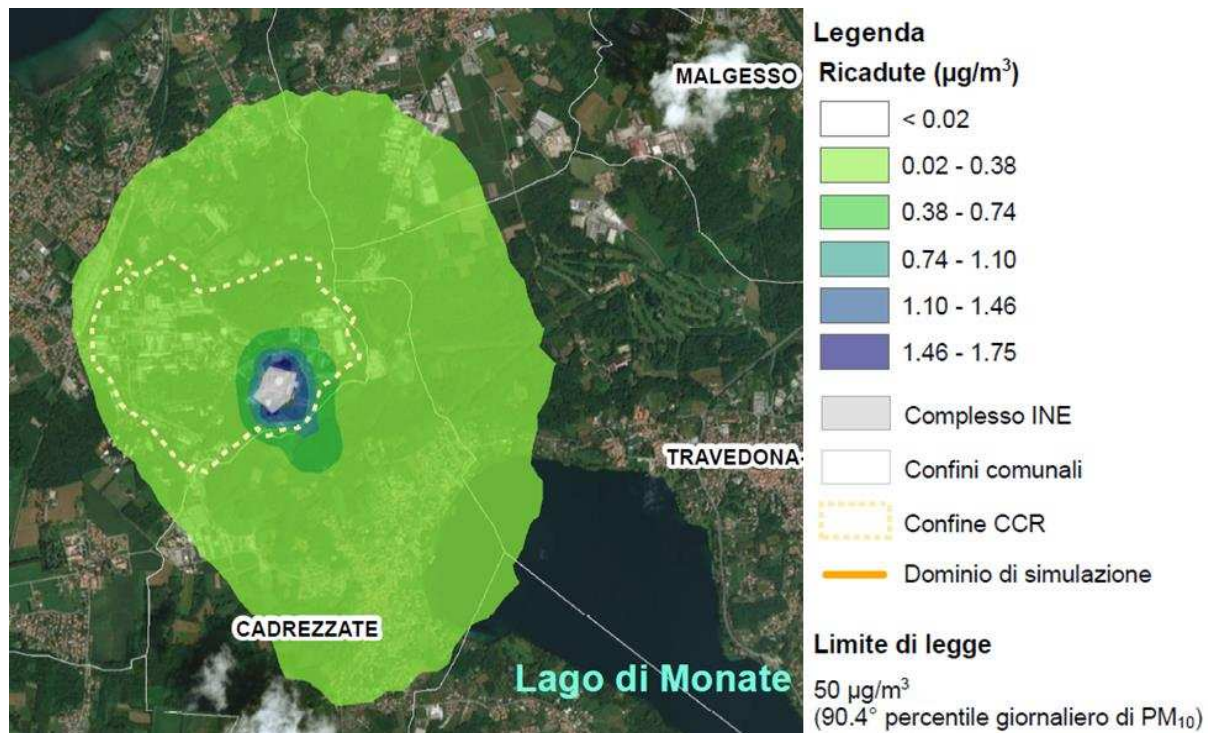 MALGESSO
TRAVEDONA-
CADREZZATE
Lago di Monate
Legenda
Ricadute (µg/m³)
< 0.02
0.02 - 0.38
0.38 - 0.74
0.74 - 1.10
1.10 - 1.46
1.46 - 1.75
Complesso INE
Confini comunali
Confine CCR
Dominio di simulazione
Limite di legge
50 µg/m³
(90.4° percentile giornaliero di PM₁₀)